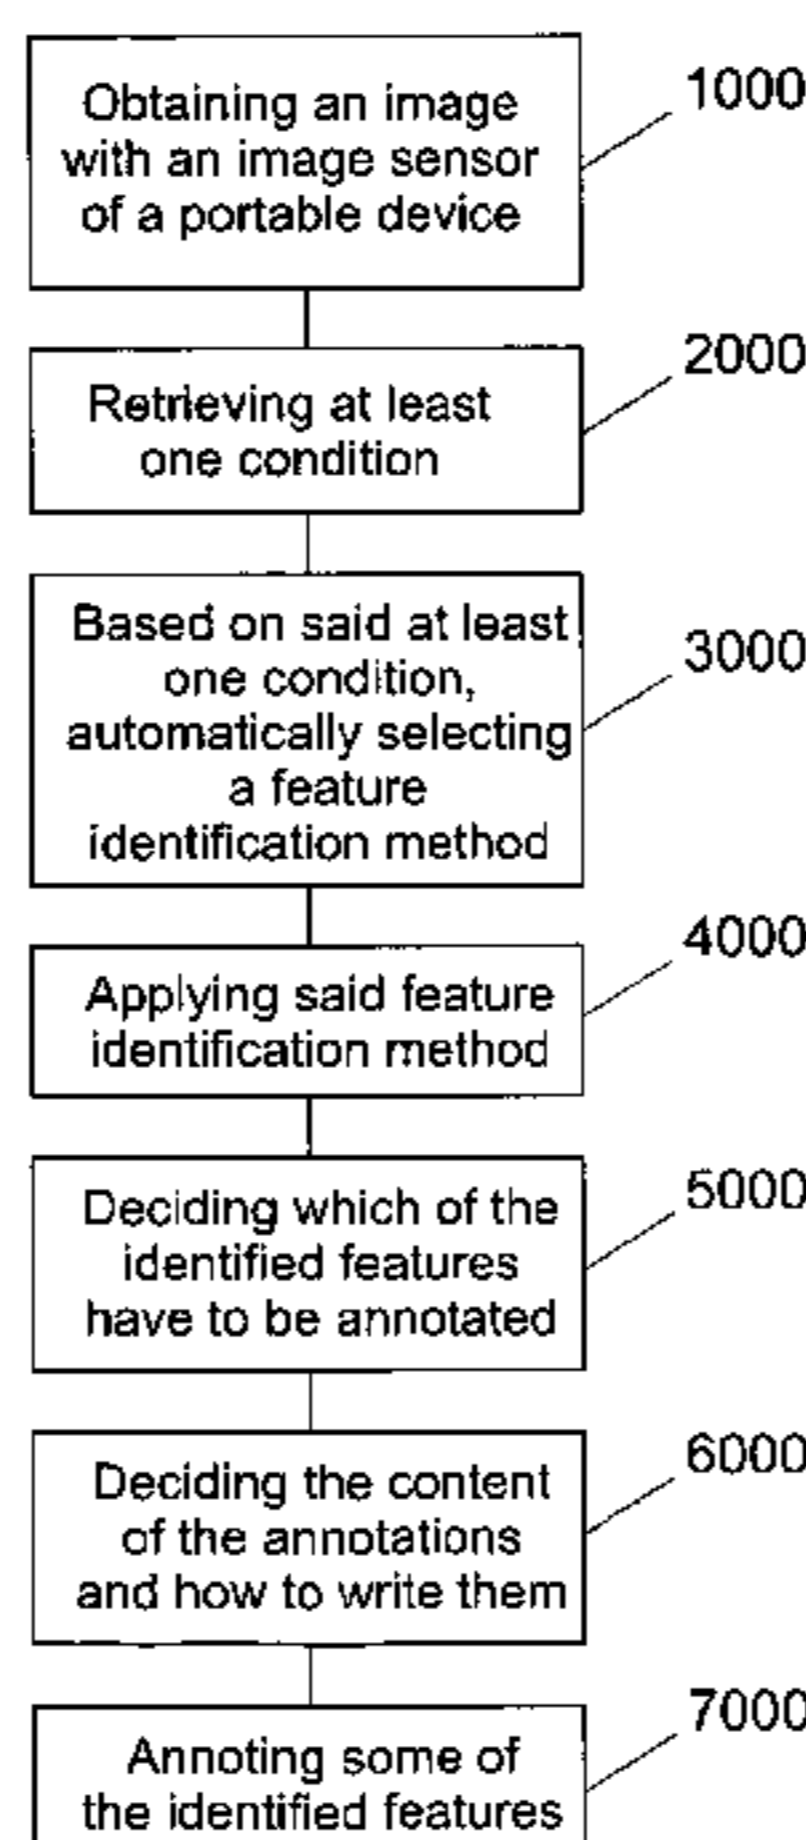 Obtaining an image
with an image sensor
of a portable device
1000
Retrieving at least
one condition
2000
Based on said at least
one condition,
automatically selecting
a feature
identification method
3000
Applying said feature
identification method
4000
Deciding which of the
identified features
have to be annotated
5000
Deciding the content
of the annotations
and how to write them
6000
Annoting some of
the identified features
7000